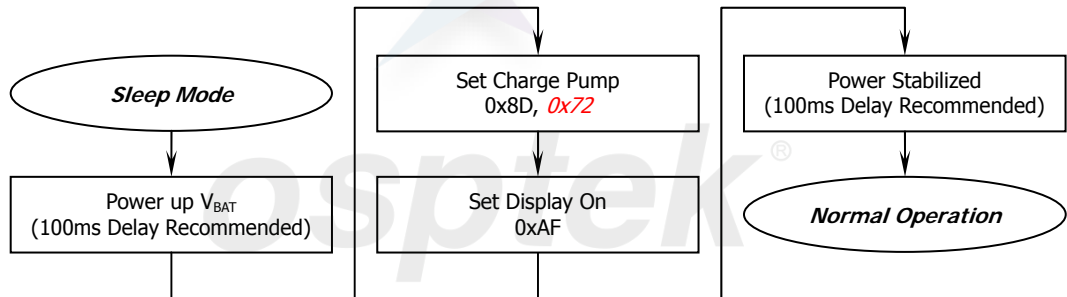 Sleep Mode
Power up VBAT
(100ms Delay Recommended)
Set Charge Pump
0x8D, 0x72
Set Display On
0xAF
Power Stabilized
(100ms Delay Recommended)
Normal Operation
osptek®